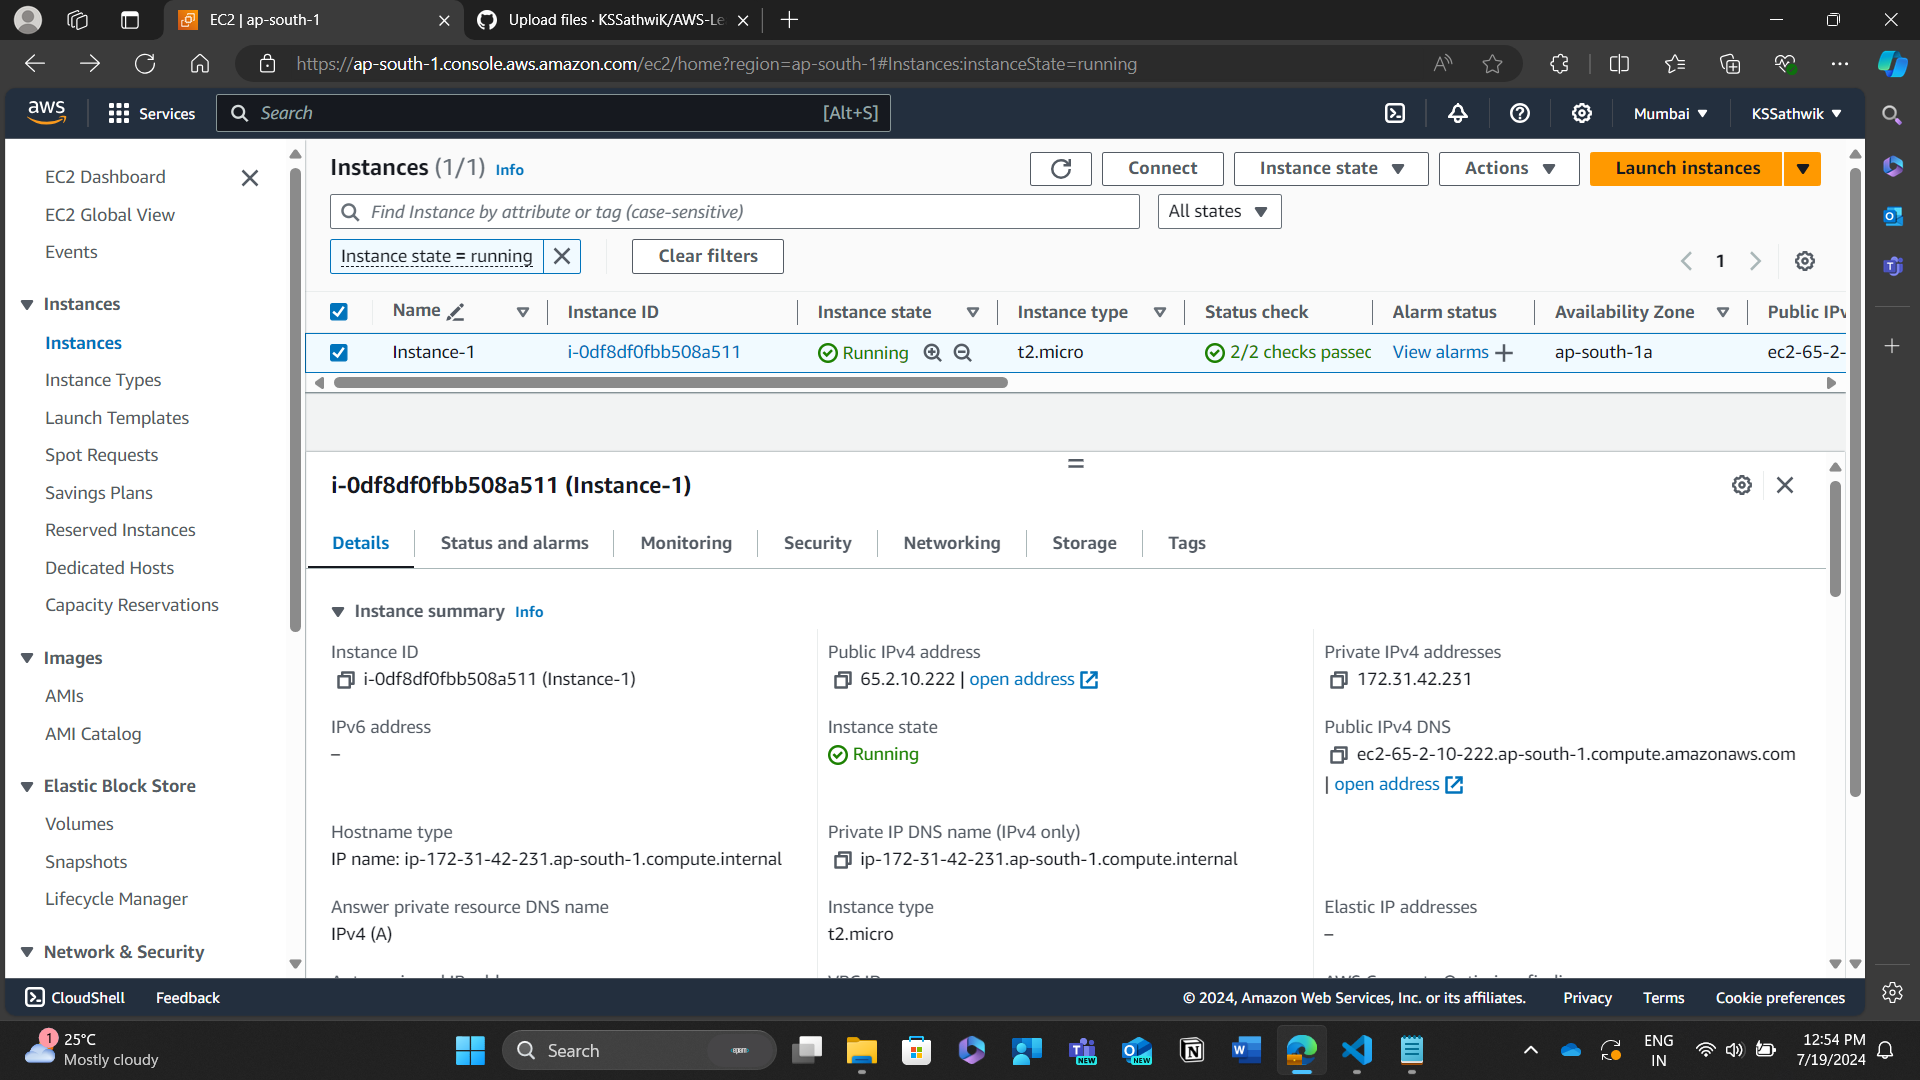 EC2 | ap-south-1
Upload files · KSSathwiK/AWS-Le
https://ap-south-1.console.aws.amazon.com/ec2/home?region=ap-south-1#Instances:instanceState=running
aws
Services
Search
[Alt+S]
Mumbai
KSSathwik
EC2 Dashboard
EC2 Global View
Events
Instances
Instances
Instance Types
Launch Templates
Spot Requests
Savings Plans
Reserved Instances
Dedicated Hosts
Capacity Reservations
Images
AMIs
AMI Catalog
Elastic Block Store
Volumes
Snapshots
Lifecycle Manager
Network & Security
Instances (1/1) Info
Connect
Instance state
Actions
Launch instances
Find Instance by attribute or tag (case-sensitive)
All states
Instance state = running
Clear filters
1
Name
Instance ID
Instance state
Instance type
Status check
Alarm status
Availability Zone
Public IPv
Instance-1
i-0df8df0fbb508a511
Running
t2.micro
2/2 checks passec
View alarms
ap-south-1a
ec2-65-2-
i-0df8df0fbb508a511 (Instance-1)
Details
Status and alarms
Monitoring
Security
Networking
Storage
Tags
Instance summary Info
Instance ID
i-0df8df0fbb508a511 (Instance-1)
Public IPv4 address
65.2.10.222 | open address
Private IPv4 addresses
172.31.42.231
IPv6 address
–
Instance state
Running
Public IPv4 DNS
ec2-65-2-10-222.ap-south-1.compute.amazonaws.com
| open address
Hostname type
IP name: ip-172-31-42-231.ap-south-1.compute.internal
Private IP DNS name (IPv4 only)
ip-172-31-42-231.ap-south-1.compute.internal
Answer private resource DNS name
IPv4 (A)
Instance type
t2.micro
Elastic IP addresses
–
CloudShell
Feedback
© 2024, Amazon Web Services, Inc. or its affiliates.
Privacy
Terms
Cookie preferences
1
25°C
Mostly cloudy
Search
NEW
NEW
ENG
IN
12:54 PM
7/19/2024